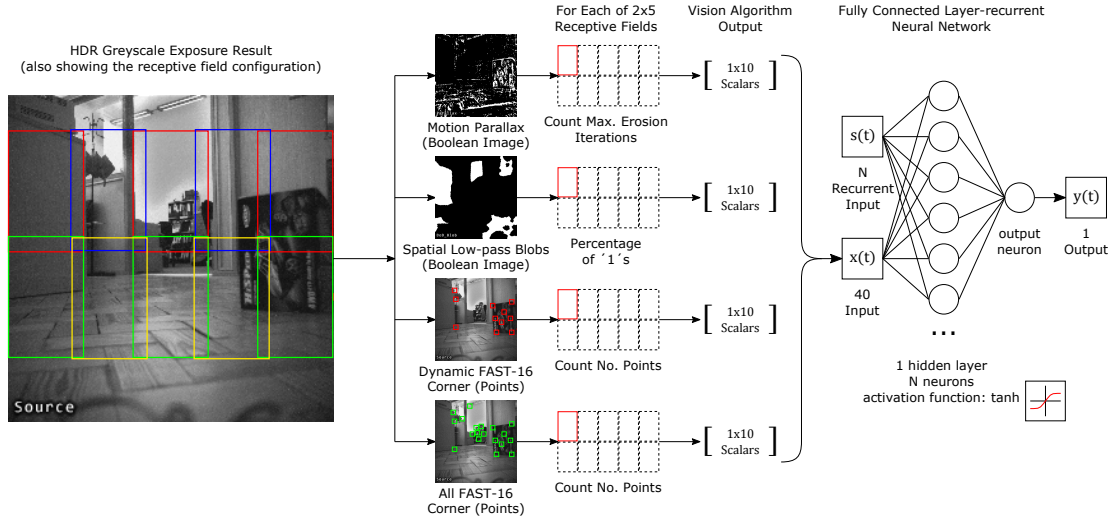 HDR Greyscale Exposure Result
(also showing the receptive field configuration)
Source
Motion Parallax
(Boolean Image)
Spatial Low-pass Blobs
(Boolean Image)
Source
Dynamic FAST-16
Corner (Points)
Source
All FAST-16
Corner (Points)
For Each of 2x5
Receptive Fields
Count Max. Erosion
Iterations
Percentage
of ´1´s
Count No. Points
Count No. Points
Vision Algorithm
Output
[ 1x10
Scalars ]
[ 1x10
Scalars ]
[ 1x10
Scalars ]
[ 1x10
Scalars ]
Fully Connected Layer-recurrent
Neural Network
s(t)
N
Recurrent
Input
x(t)
40
Input
output
neuron
y(t)
1
Output
...
1 hidden layer
N neurons
activation function: tanh